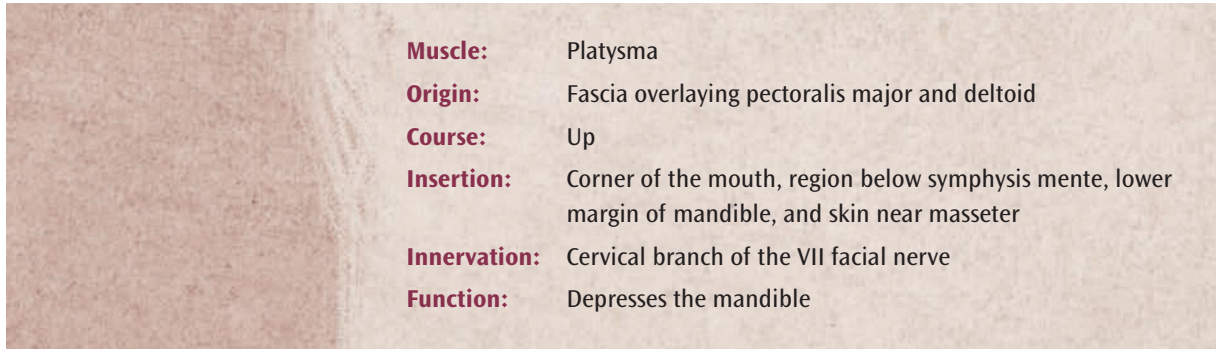 Muscle: Platysma
Origin: Fascia overlaying pectoralis major and deltoid
Course: Up
Insertion: Corner of the mouth, region below symphysis mente, lower
margin of mandible, and skin near masseter
Innervation: Cervical branch of the VII facial nerve
Function: Depresses the mandible